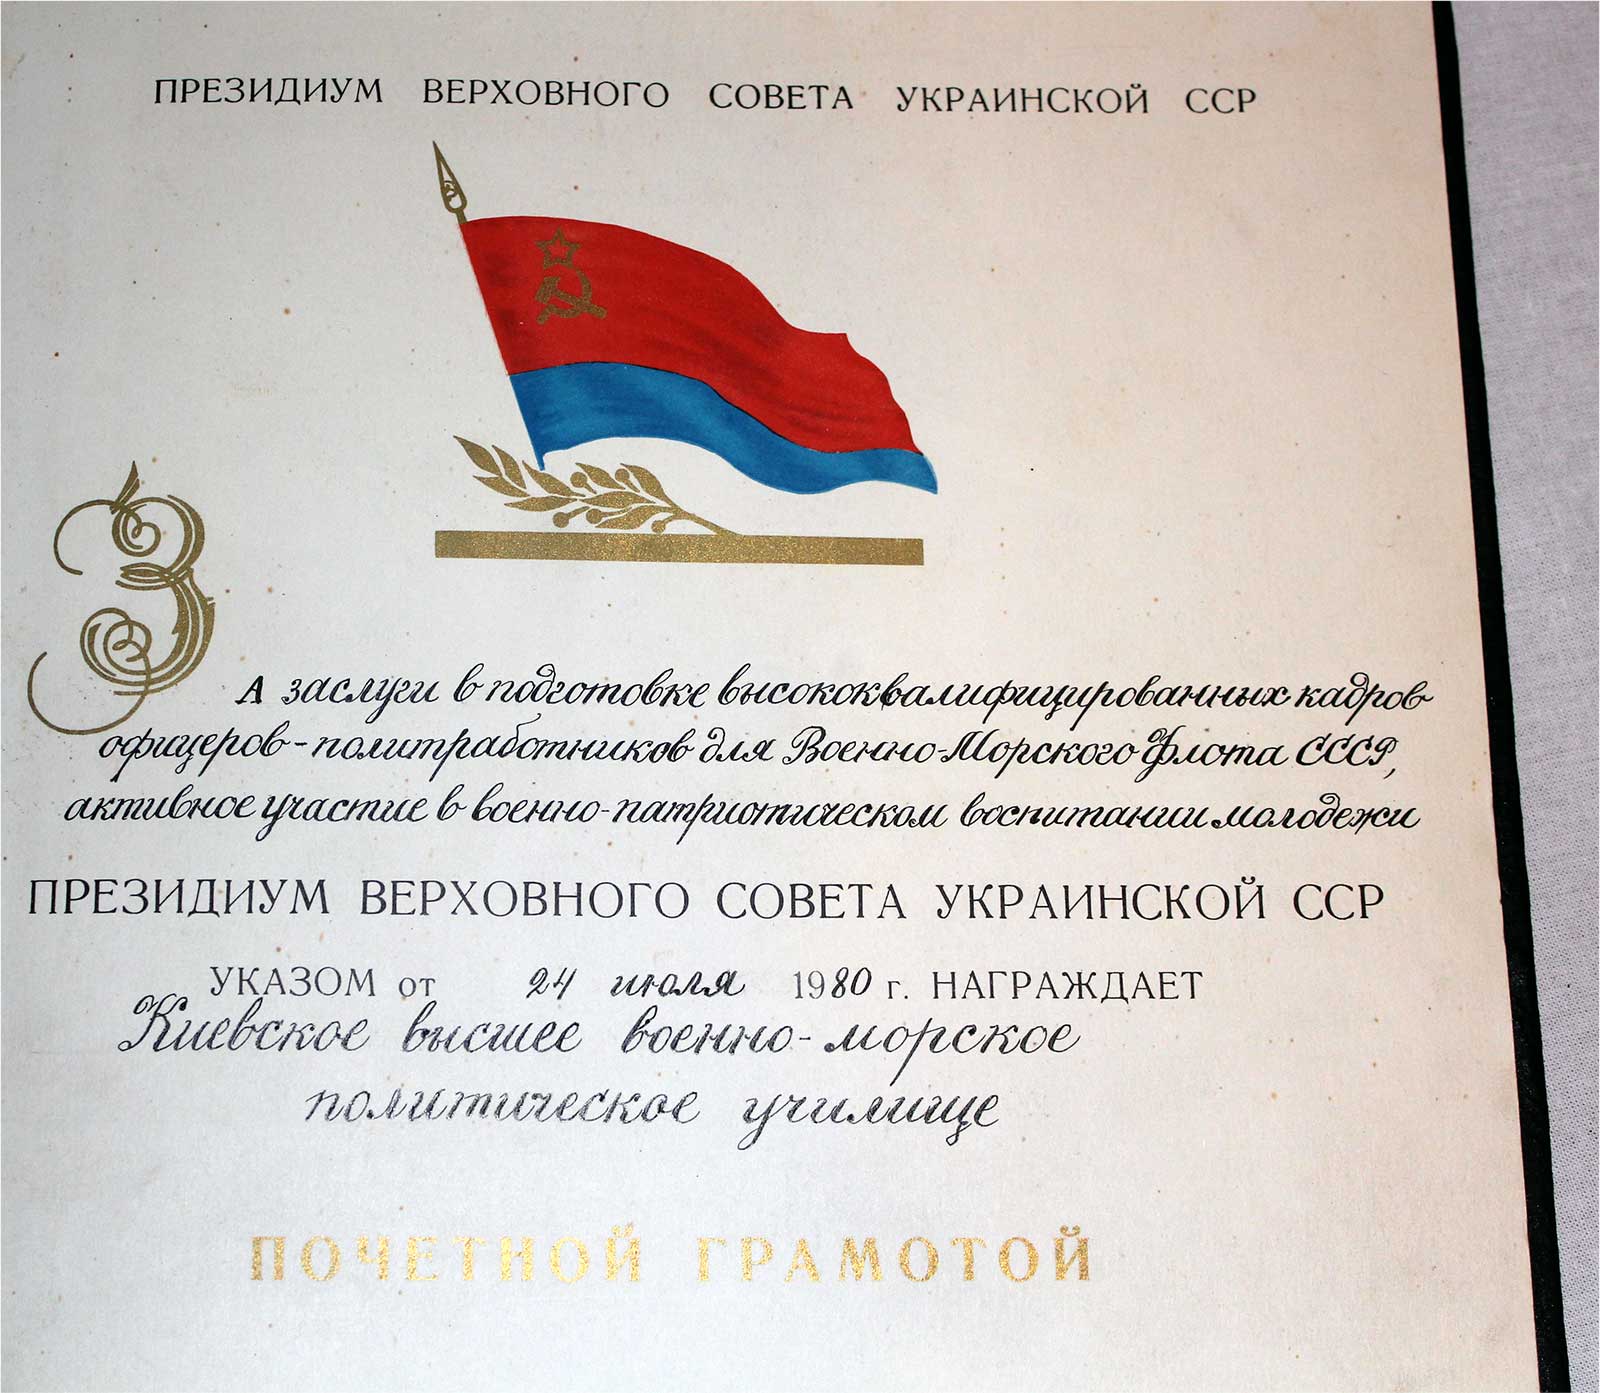 ПРЕЗИДИУМ ВЕРХОВНОГО СОВЕТА УКРАИНСКОЙ ССР
ЗА заслуги в подготовке высококвалифицированных кадров
офицеров-политработников для Военно-Морского Флота СССР,
активное участие в военно-патриотическом воспитании молодежи
ПРЕЗИДИУМ ВЕРХОВНОГО СОВЕТА УКРАИНСКОЙ ССР
УКАЗОМ от 24 июля 1980 г. НАГРАЖДАЕТ
Киевское высшее военно-морское
политическое училище
ПОЧЕТНОЙ ГРАМОТОЙ